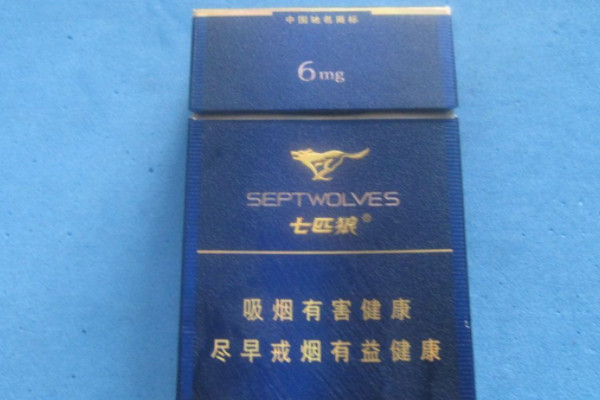 中国驰名商标
6mg
SEPTWOLVES
七匹狼®
吸烟有害健康
尽早戒烟有益健康